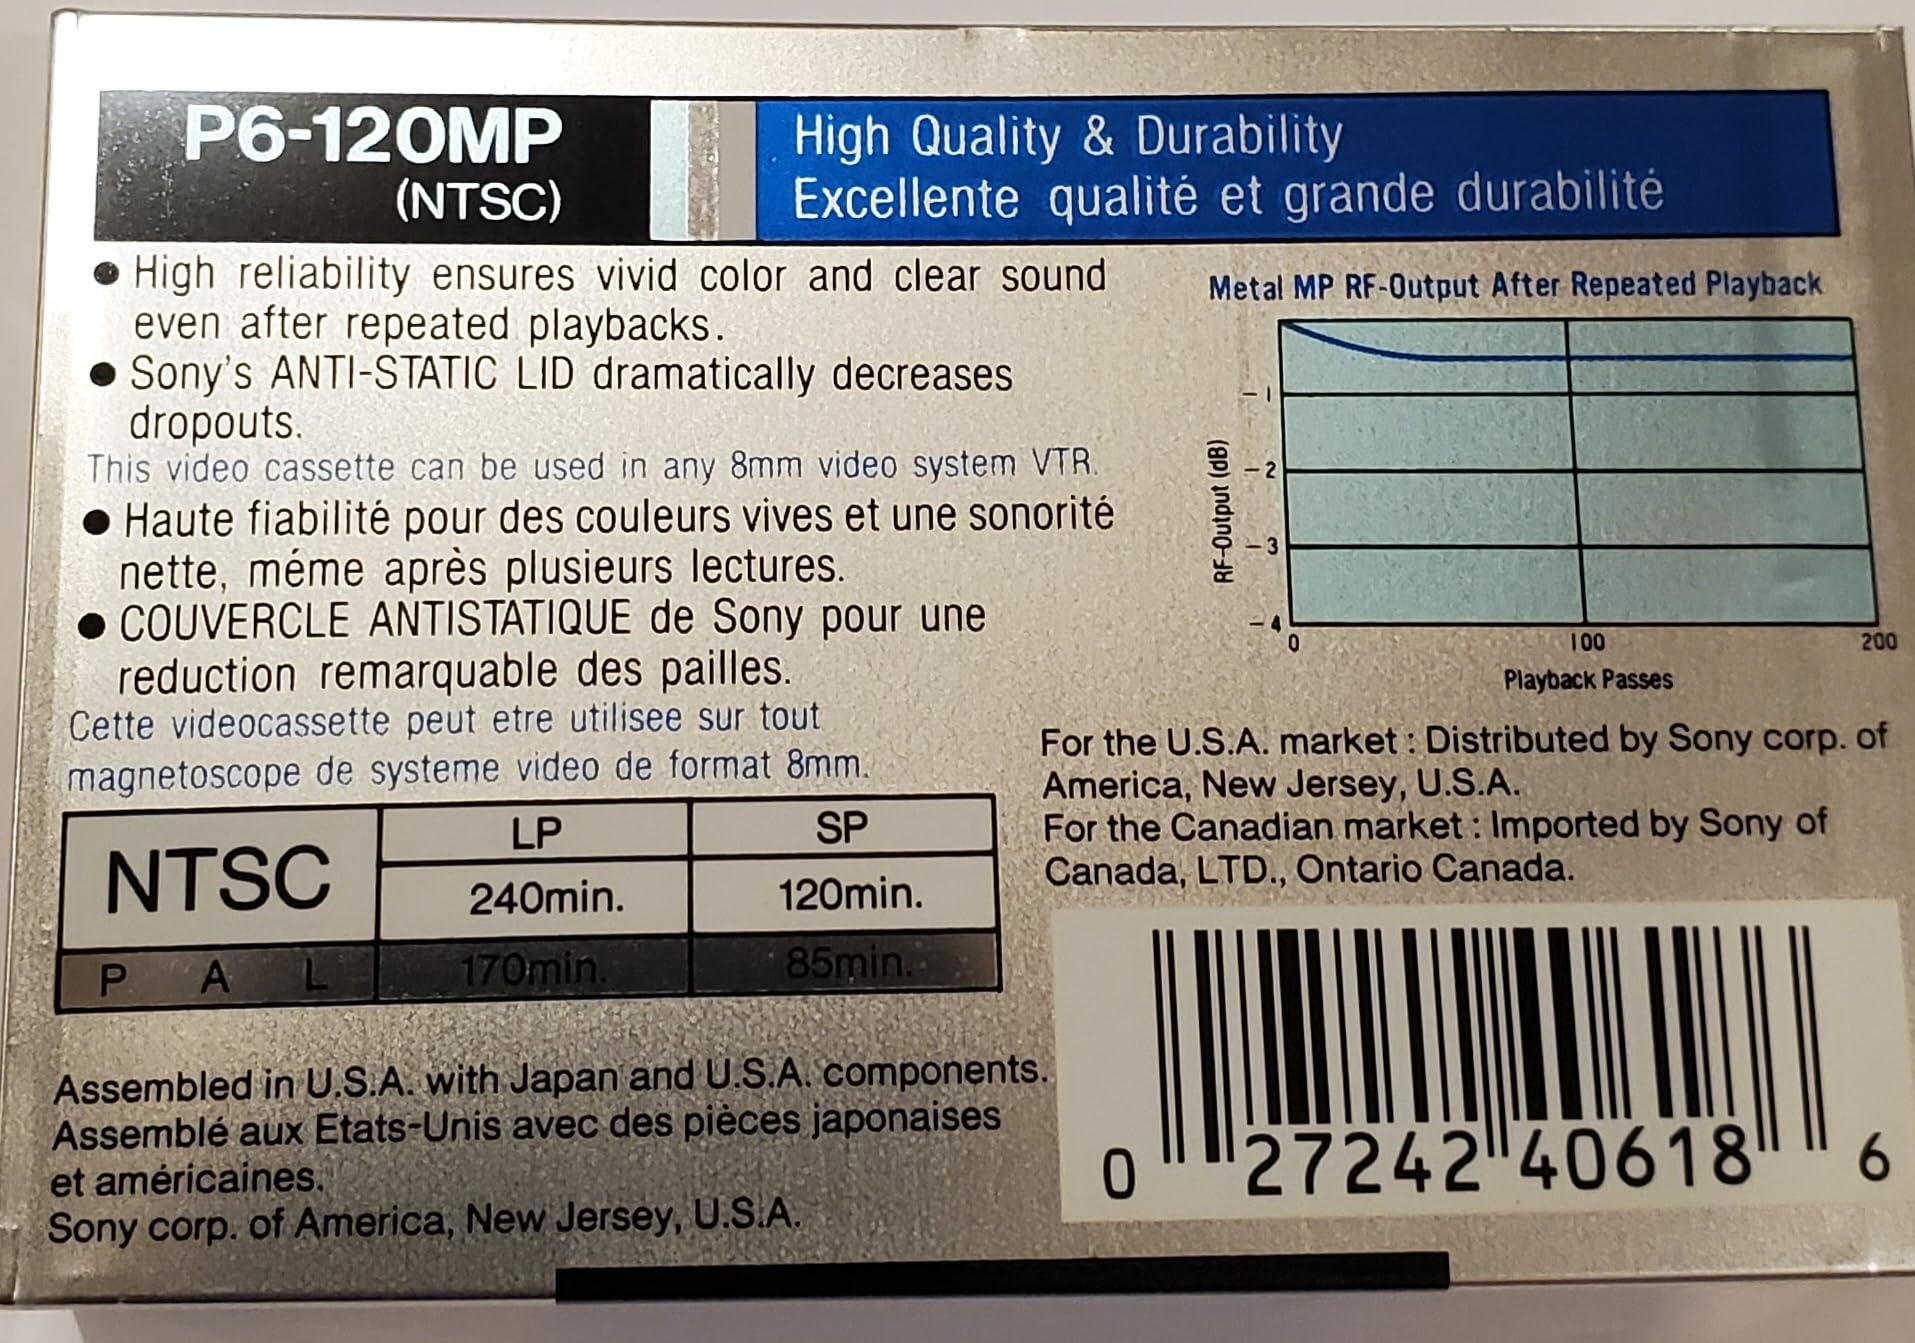 P6-120MP
(NTSC)
High Quality & Durability
Excellente qualité et grande durabilité
● High reliability ensures vivid color and clear sound
even after repeated playbacks.
● Sony's ANTI-STATIC LID dramatically decreases
dropouts.
This video cassette can be used in any 8mm video system VTR.
● Haute fiabilité pour des couleurs vives et une sonorité
nette, méme après plusieurs lectures.
● COUVERCLE ANTISTATIQUE de Sony pour une
reduction remarquable des pailles.
Cette videocassette peut etre utilisee sur tout
magnetoscope de systeme video de format 8mm.
Metal MP RF-Output After Repeated Playback
RF-Output (dB)
-1
-2
-3
-4
0 100 200
Playback Passes
For the U.S.A. market : Distributed by Sony corp. of
America, New Jersey, U.S.A.
For the Canadian market : Imported by Sony of
Canada, LTD., Ontario Canada.
NTSC LP SP
240min. 120min.
PAL 170min. 85min.
Assembled in U.S.A. with Japan and U.S.A. components.
Assemblé aux Etats-Unis avec des pièces japonaises
et américaines.
Sony corp. of America, New Jersey, U.S.A.
0 27242 40618 6